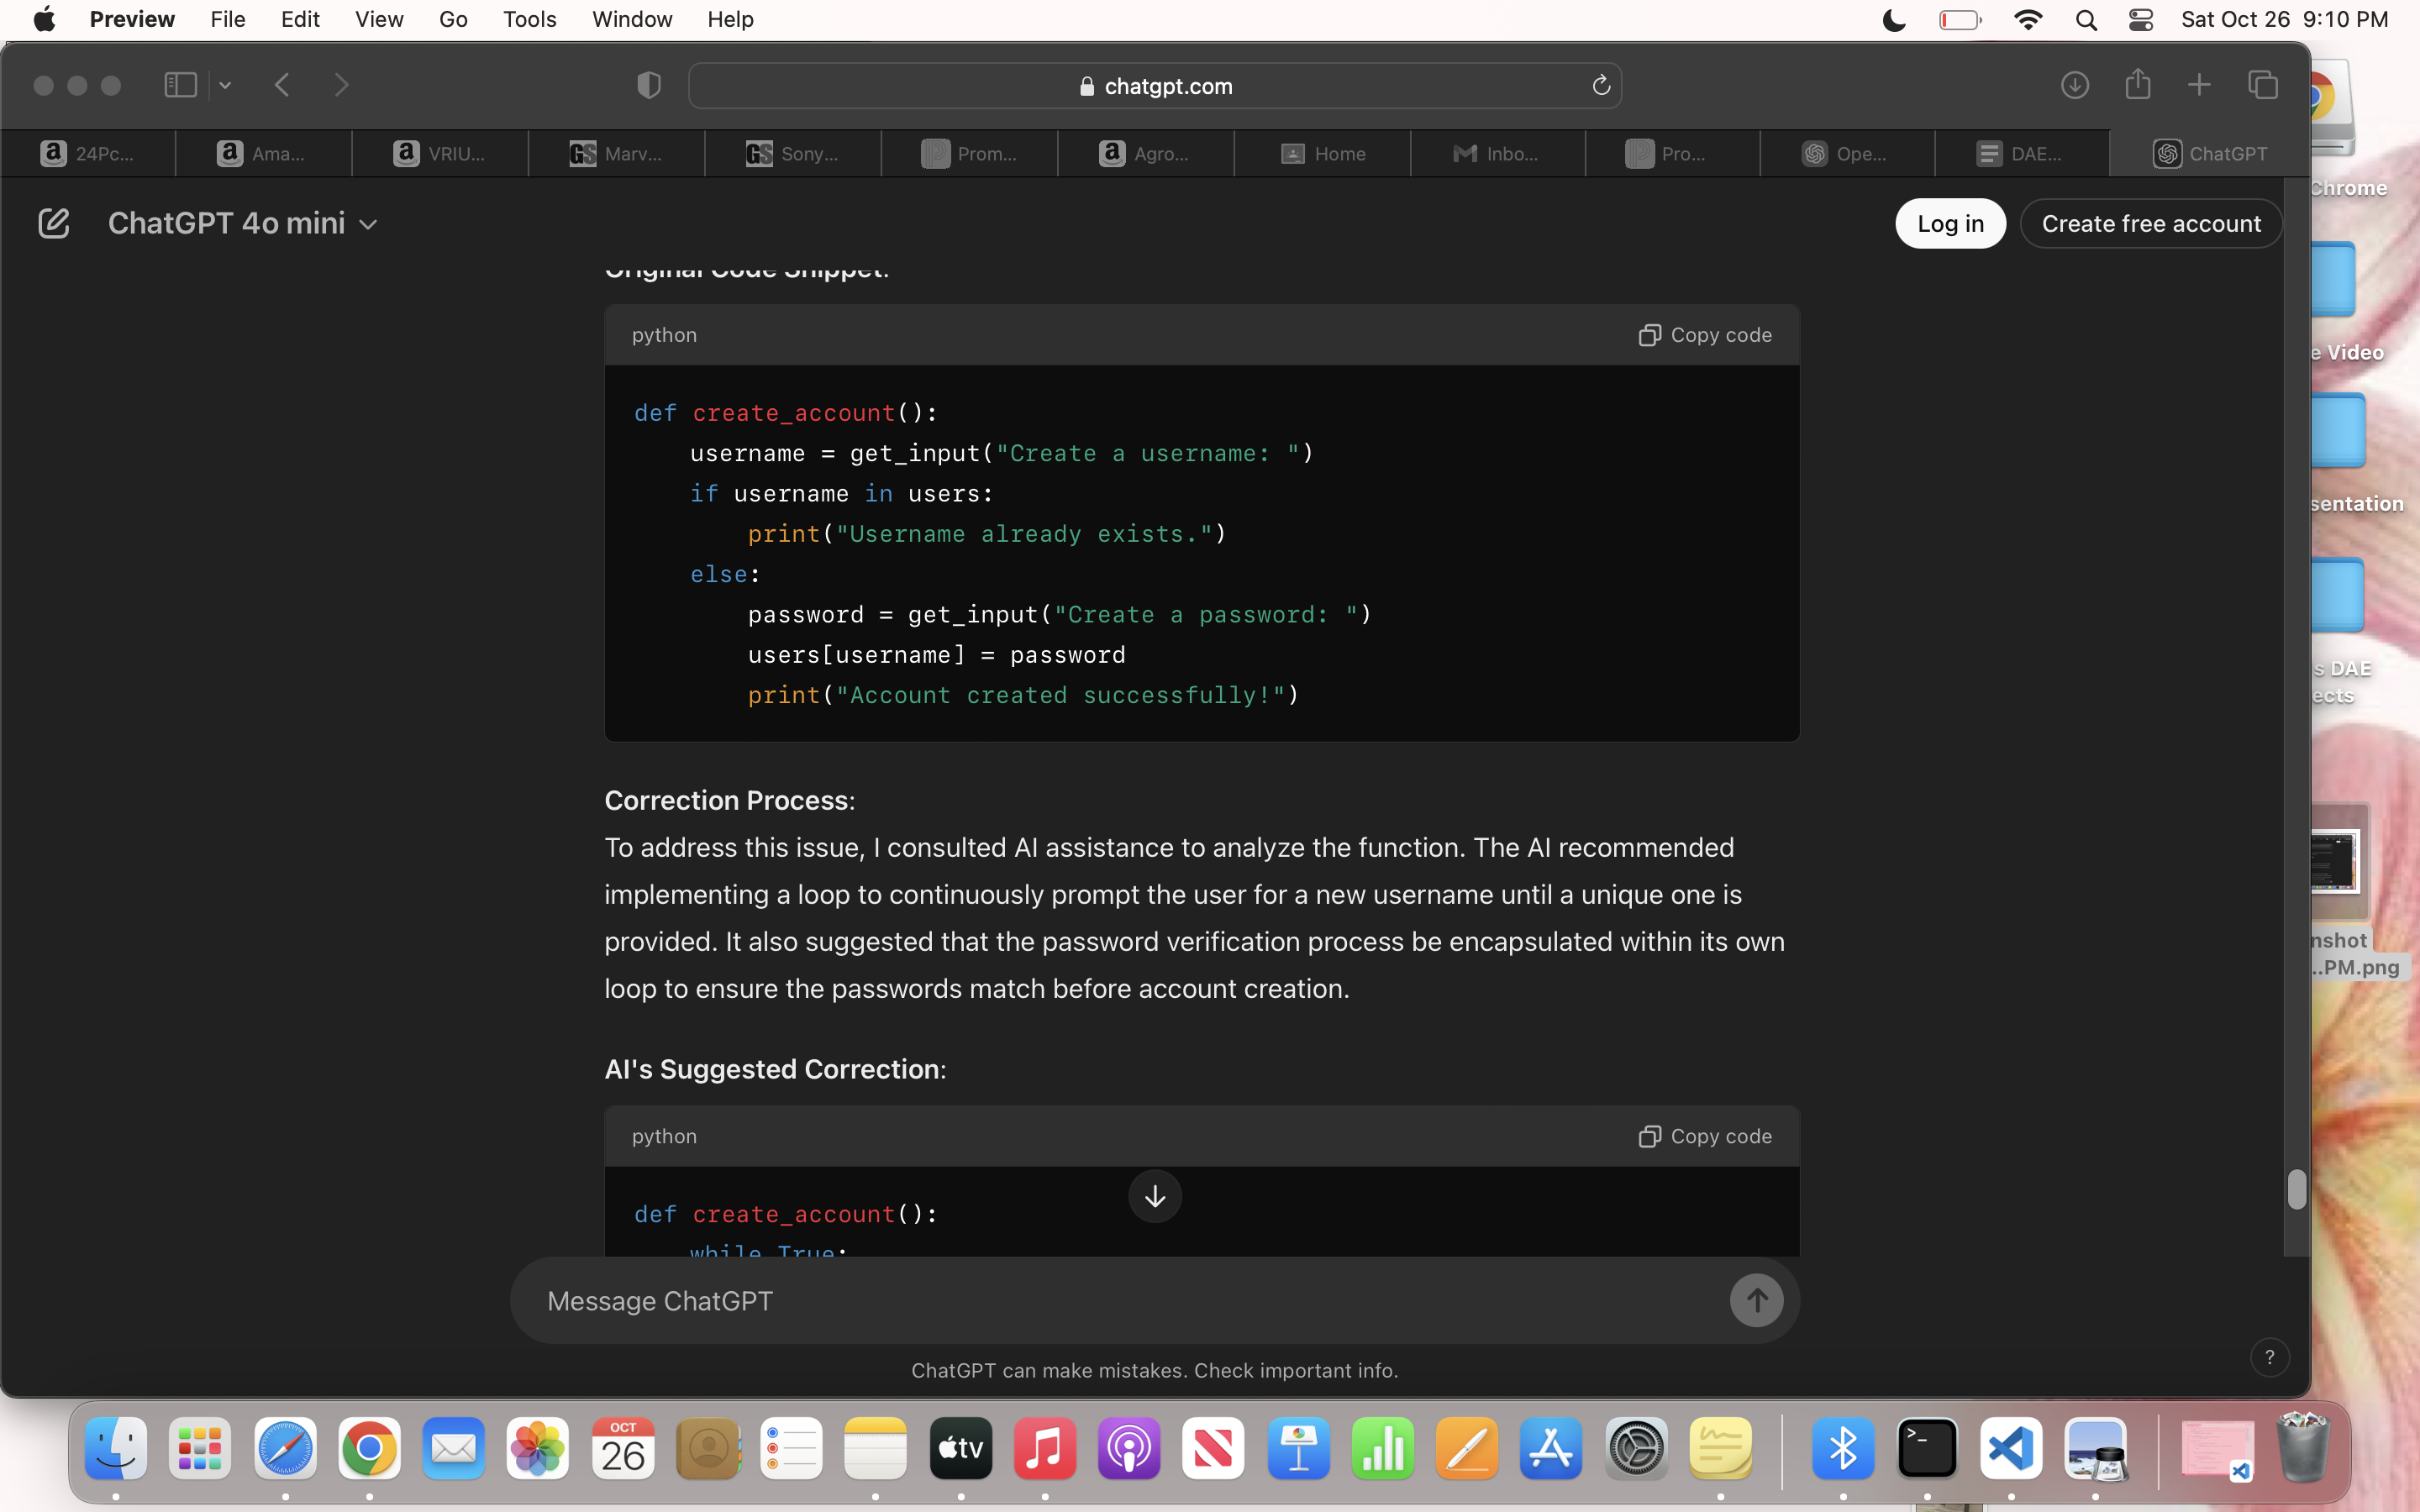 Preview File Edit View Go Tools Window Help Sat Oct 26 9:10 PM
chatgpt.com
24Pc... Ama... VRIU... GS Marv... GS Sony... Prom... Agro... Home Inbo... Pro... Ope... DAE... ChatGPT
ChatGPT 4o mini Log in Create free account
Chrome
Original Code Snippet:
python Copy code
e Video
def create_account():
username = get_input("Create a username: ")
if username in users:
sentation
print("Username already exists.")
else:
password = get_input("Create a password: ")
users[username] = password
s DAE
print("Account created successfully!")
ects
Correction Process:
To address this issue, I consulted AI assistance to analyze the function. The AI recommended
implementing a loop to continuously prompt the user for a new username until a unique one is
provided. It also suggested that the password verification process be encapsulated within its own
loop to ensure the passwords match before account creation.
nshot
...PM.png
AI's Suggested Correction:
python Copy code
def create_account():
while True:
Message ChatGPT
ChatGPT can make mistakes. Check important info.
?
OCT
26
tv